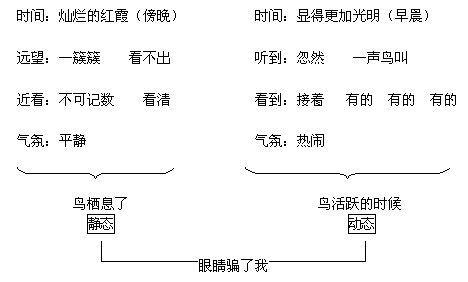 时间：灿烂的红霞（傍晚） 时间：显得更加光明（早晨）
远望：一簇簇 看不出 听到：忽然 一声鸟叫
近看：不可记数 看清 看到：接着 有的 有的 有的
气氛：平静 气氛：热闹
鸟栖息了 鸟活跃的时候
静态 动态
眼睛骗了我